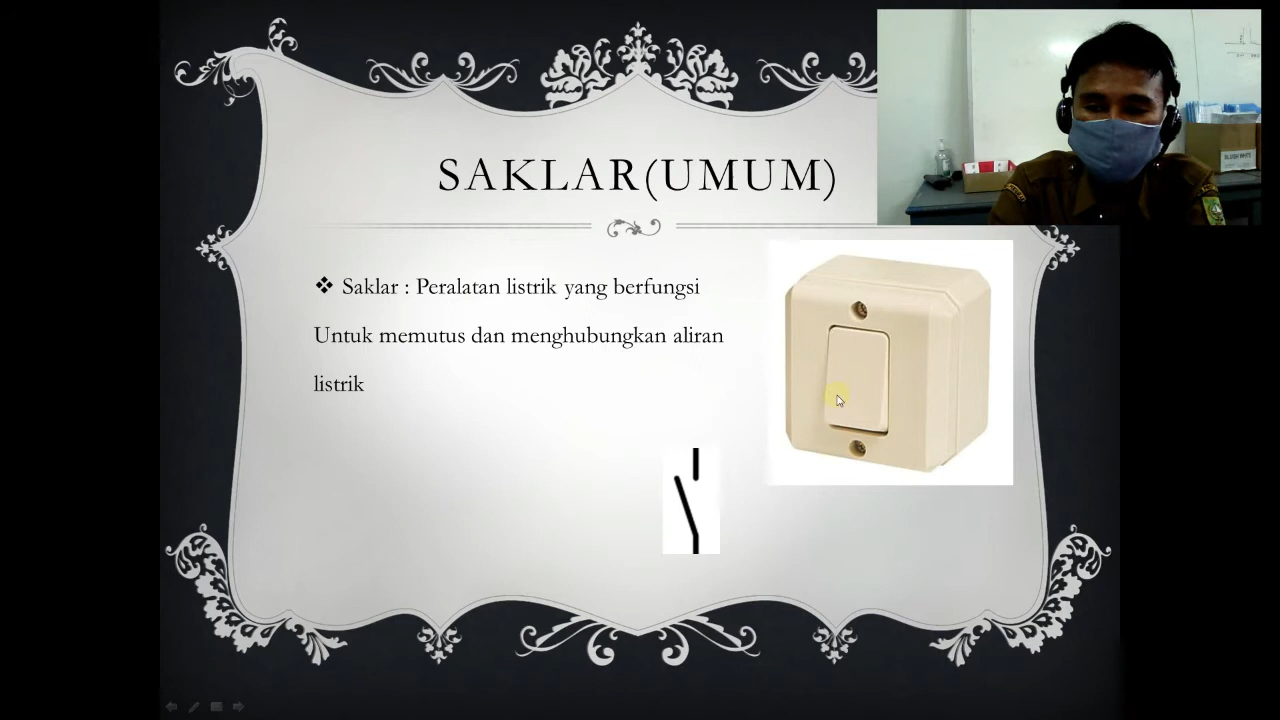 SAKLAR(UMUM)
❖ Saklar : Peralatan listrik yang berfungsi
Untuk memutus dan menghubungkan aliran
listrik